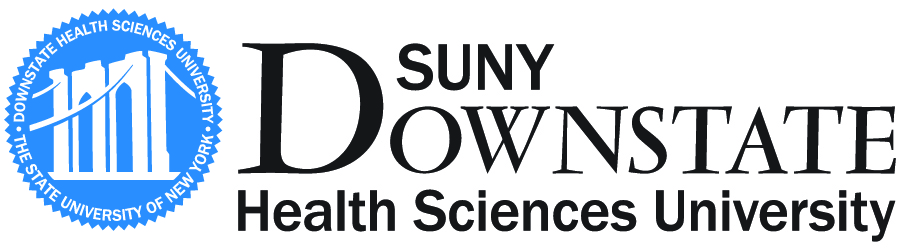 • DOWNSTATE HEALTH SCIENCES UNIVERSITY •
THE STATE UNIVERSITY OF NEW YORK
SUNY
DOWNSTATE
Health Sciences University